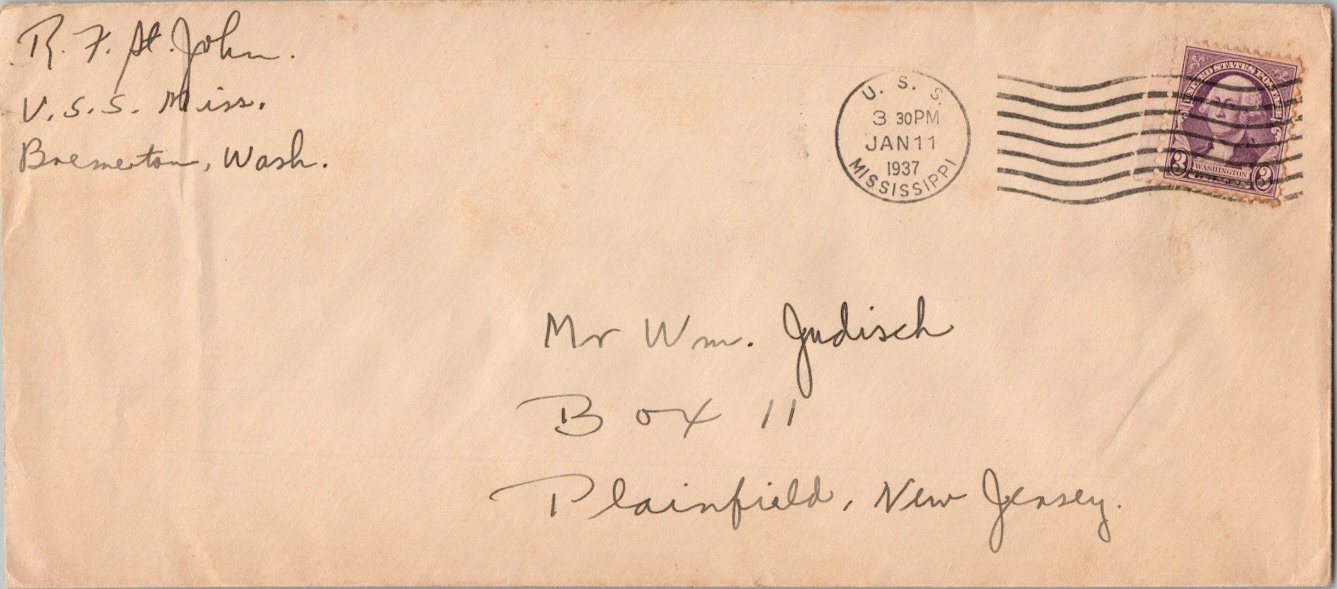 R. F. St. John.
U.S.S. Miss.
Bremerton, Wash.
U. S. S.
3 30PM
JAN 11
1937
MISSISSIPPI
UNITED STATES POSTAGE
3 WASHINGTON 3
Mr Wm. Judisch
Box 11
Plainfield, New Jersey.